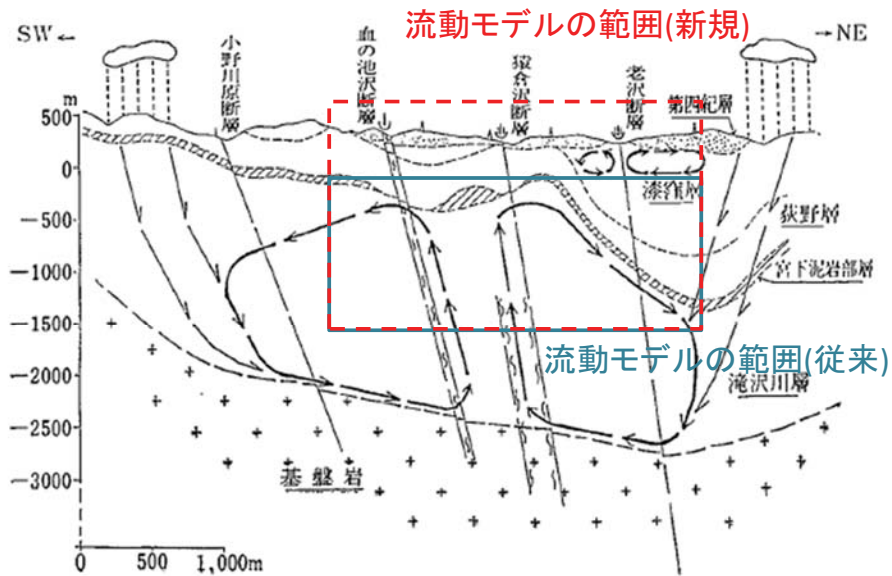 流動モデルの範囲(新規)
SW ←
→NE
小野川原断層
血の池沢断層
猿倉沢断層
老沢断層
第四紀層
m
500
0
−500
−1000
−1500
−2000
−2500
−3000
漆窪層
荻野層
宮下泥岩部層
流動モデルの範囲(従来)
滝沢川層
基盤岩
0 500 1,000m